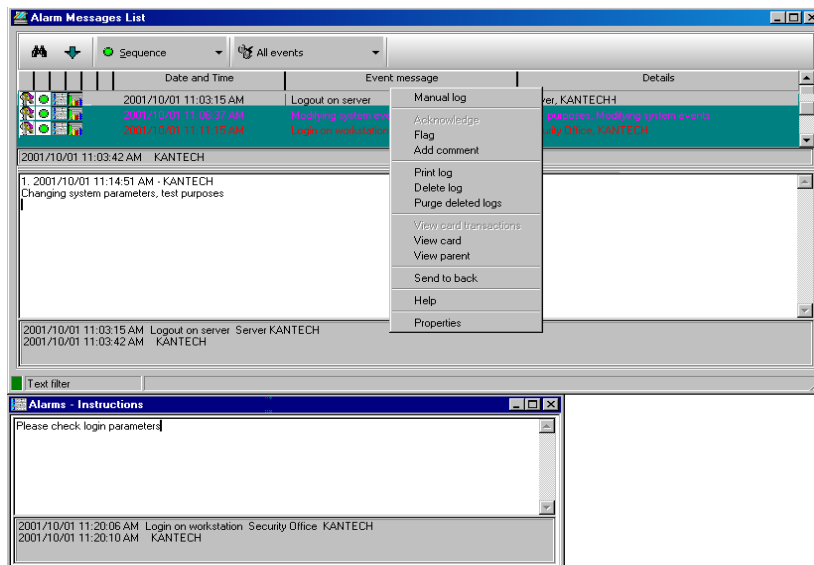 Alarm Messages List
Sequence
All events
Date and Time Event message Details
2001/10/01 11:03:15 AM Logout on server ver, KANTECH-I
2001/10/01 11:06:37 AM Modifying system eve purposes, Modifying system events
2001/10/01 11:11:15 AM Login on workstation curity Office, KANTECH
2001/10/01 11:03:42 AM KANTECH
1. 2001/10/01 11:14:51 AM - KANTECH
Changing system parameters, test purposes
Manual log
Acknowledge
Flag
Add comment
Print log
Delete log
Purge deleted logs
View card transactions
View card
View parent
Send to back
Help
Properties
2001/10/01 11:03:15 AM Logout on server Server KANTECH
2001/10/01 11:03:42 AM KANTECH
Text filter
Alarms - Instructions
Please check login parameters
2001/10/01 11:20:06 AM Login on workstation Security Office KANTECH
2001/10/01 11:20:10 AM KANTECH